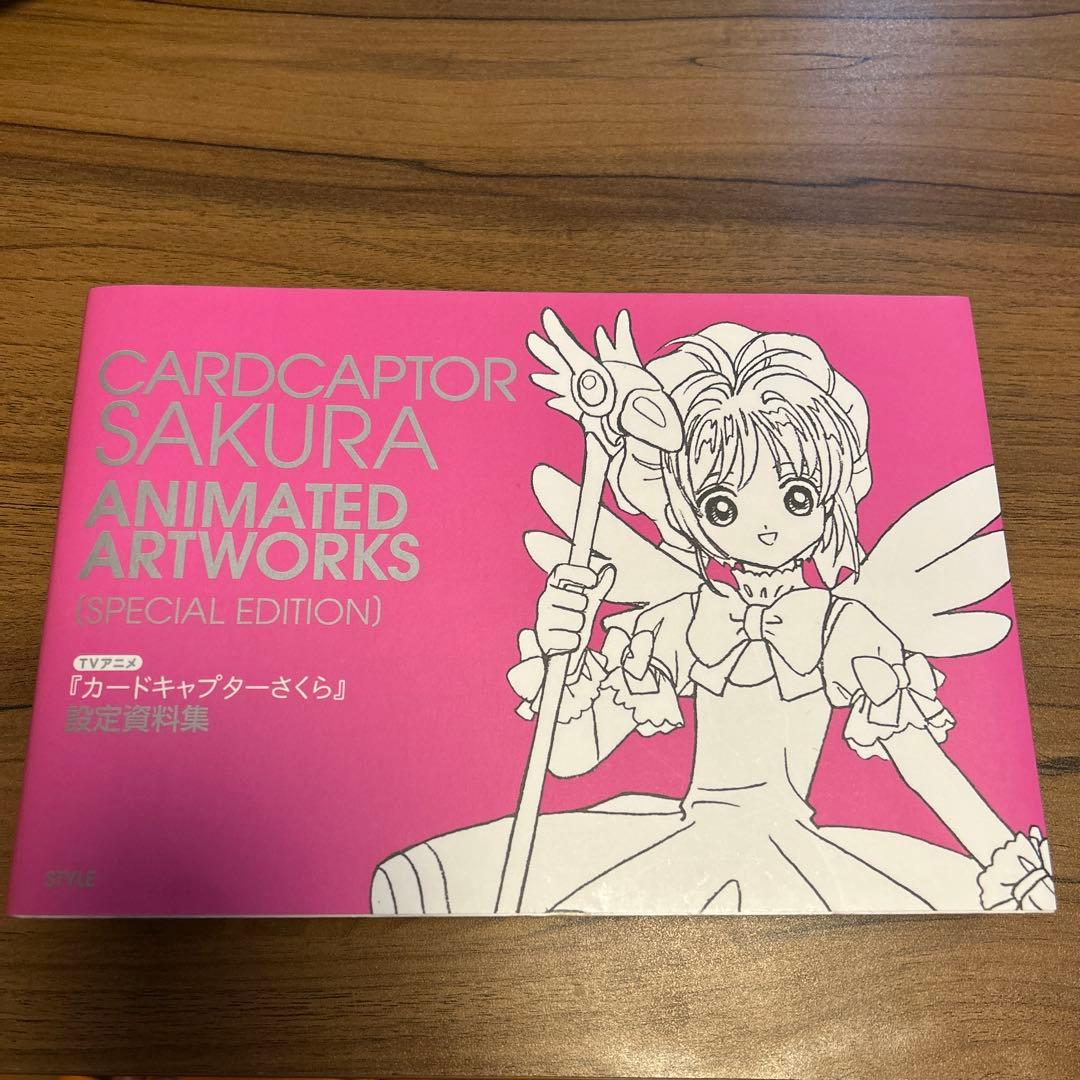 CARDCAPTOR
SAKURA
ANIMATED
ARTWORKS
(SPECIAL EDITION)
TVアニメ
『カードキャプターさくら』
設定資料集
STYLE